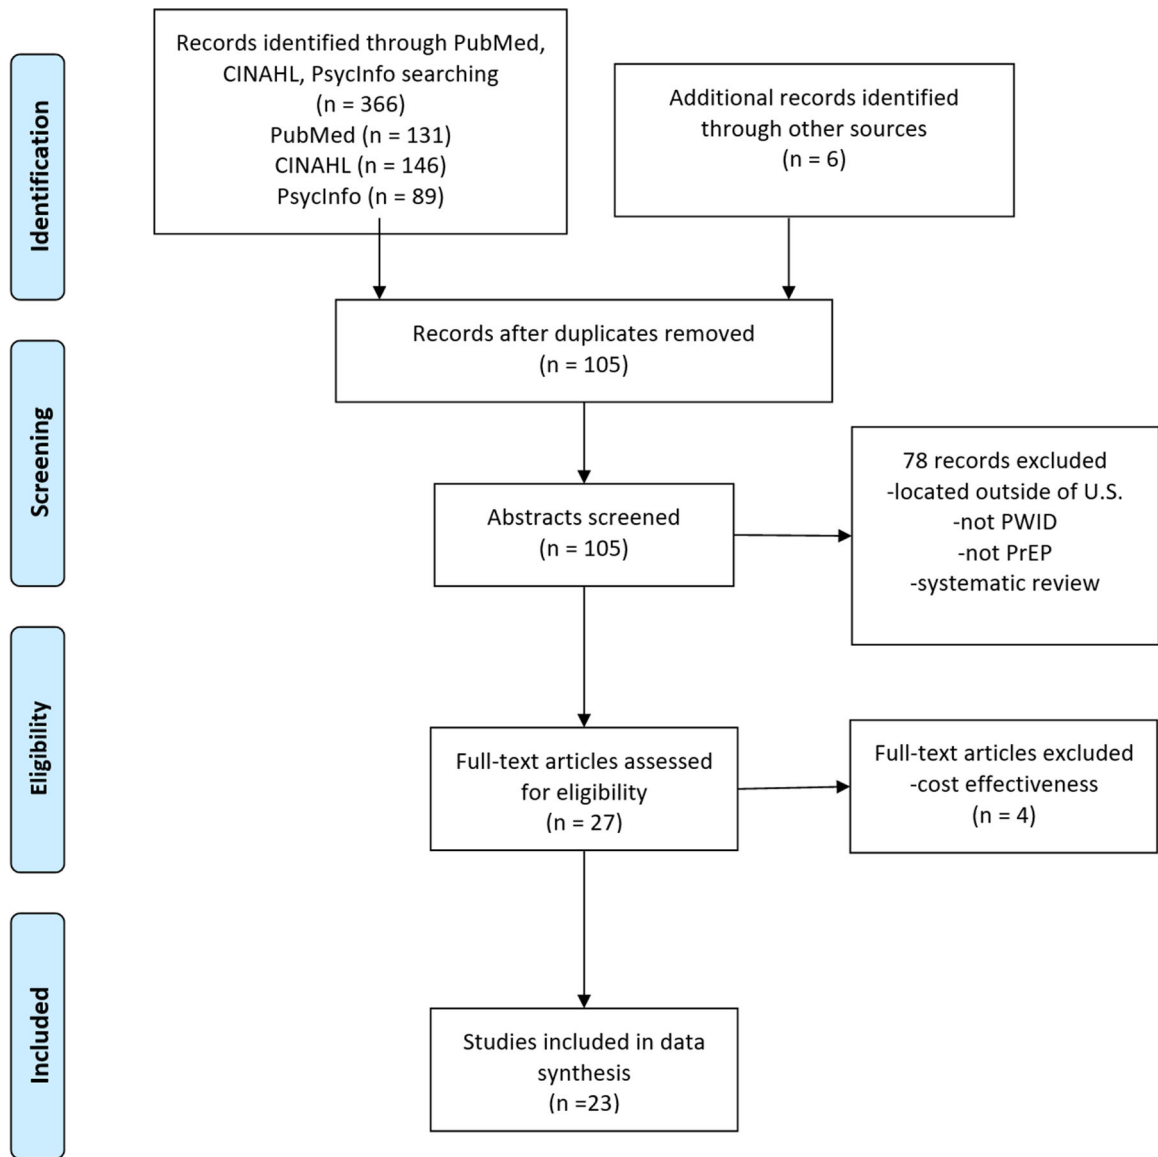 Identification
Records identified through PubMed,
CINAHL, PsycInfo searching
(n = 366)
PubMed (n = 131)
CINAHL (n = 146)
PsycInfo (n = 89)
Additional records identified
through other sources
(n = 6)
Records after duplicates removed
(n = 105)
Screening
Abstracts screened
(n = 105)
78 records excluded
-located outside of U.S.
-not PWID
-not PrEP
-systematic review
Eligibility
Full-text articles assessed
for eligibility
(n = 27)
Full-text articles excluded
-cost effectiveness
(n = 4)
Included
Studies included in data
synthesis
(n =23)